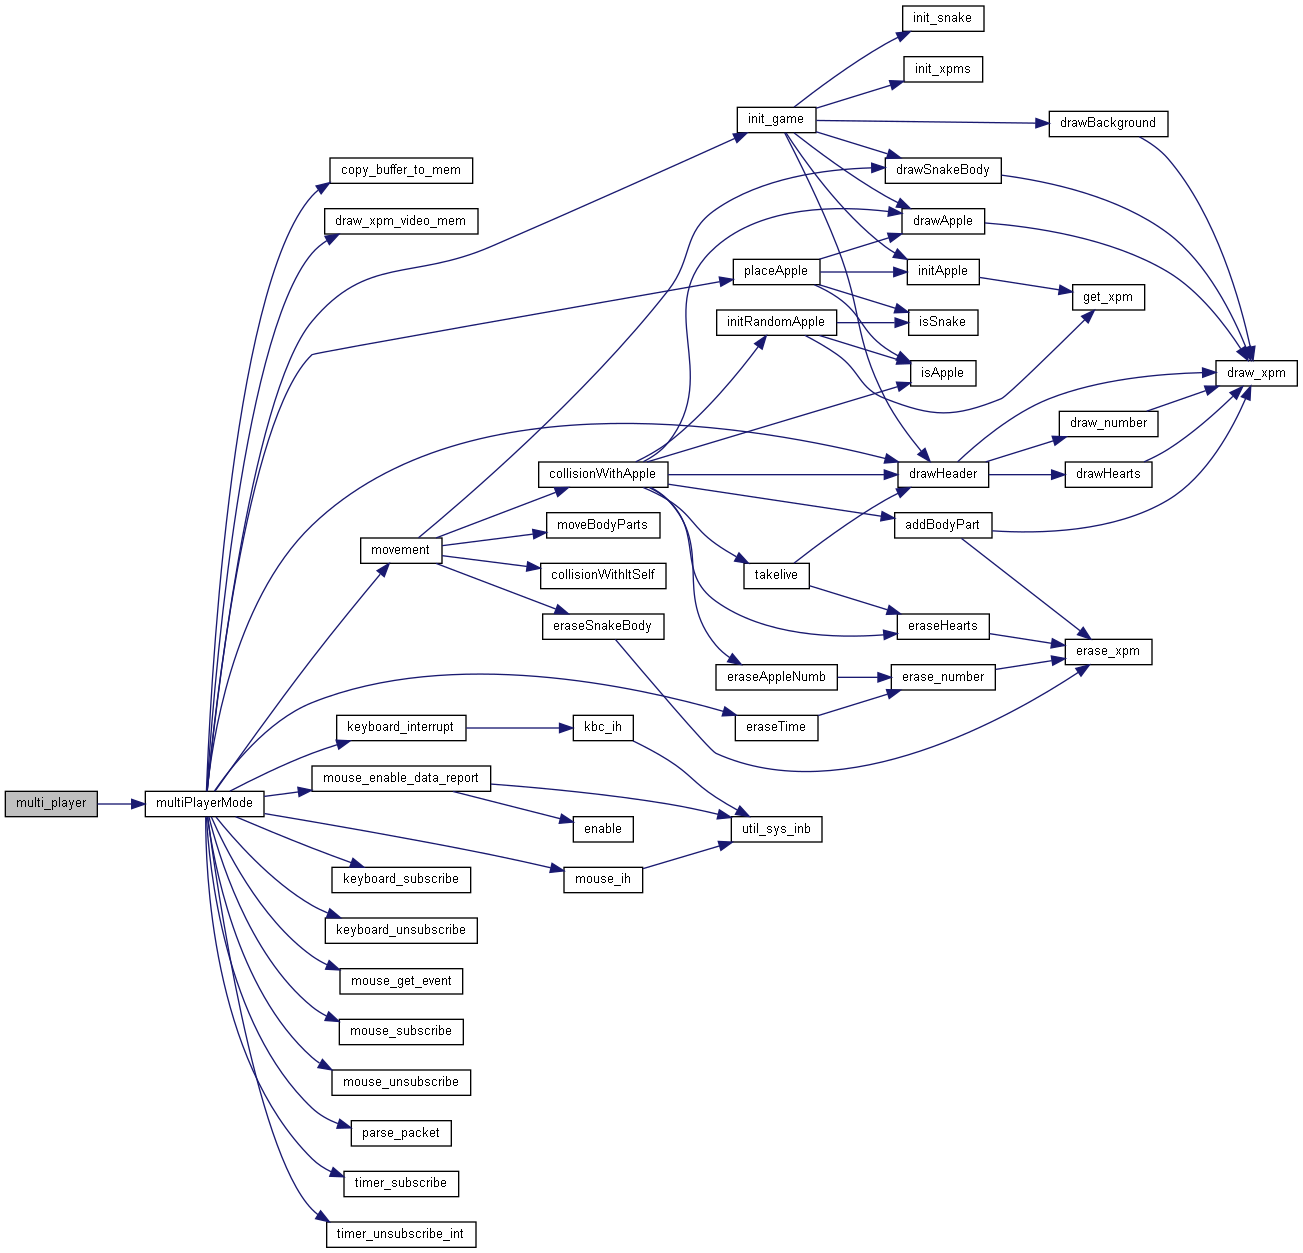 init_snake
init_xpms
init_game
drawBackground
copy_buffer_to_mem
drawSnakeBody
draw_xpm_video_mem
drawApple
placeApple
initApple
get_xpm
initRandomApple
isSnake
isApple
draw_xpm
draw_number
collisionWithApple
drawHeader
drawHearts
moveBodyParts
addBodyPart
movement
collisionWithItSelf
takelive
eraseSnakeBody
eraseHearts
erase_xpm
eraseAppleNumb
erase_number
keyboard_interrupt
kbc_ih
eraseTime
mouse_enable_data_report
multi_player
multiPlayerMode
enable
util_sys_inb
keyboard_subscribe
mouse_ih
keyboard_unsubscribe
mouse_get_event
mouse_subscribe
mouse_unsubscribe
parse_packet
timer_subscribe
timer_unsubscribe_int